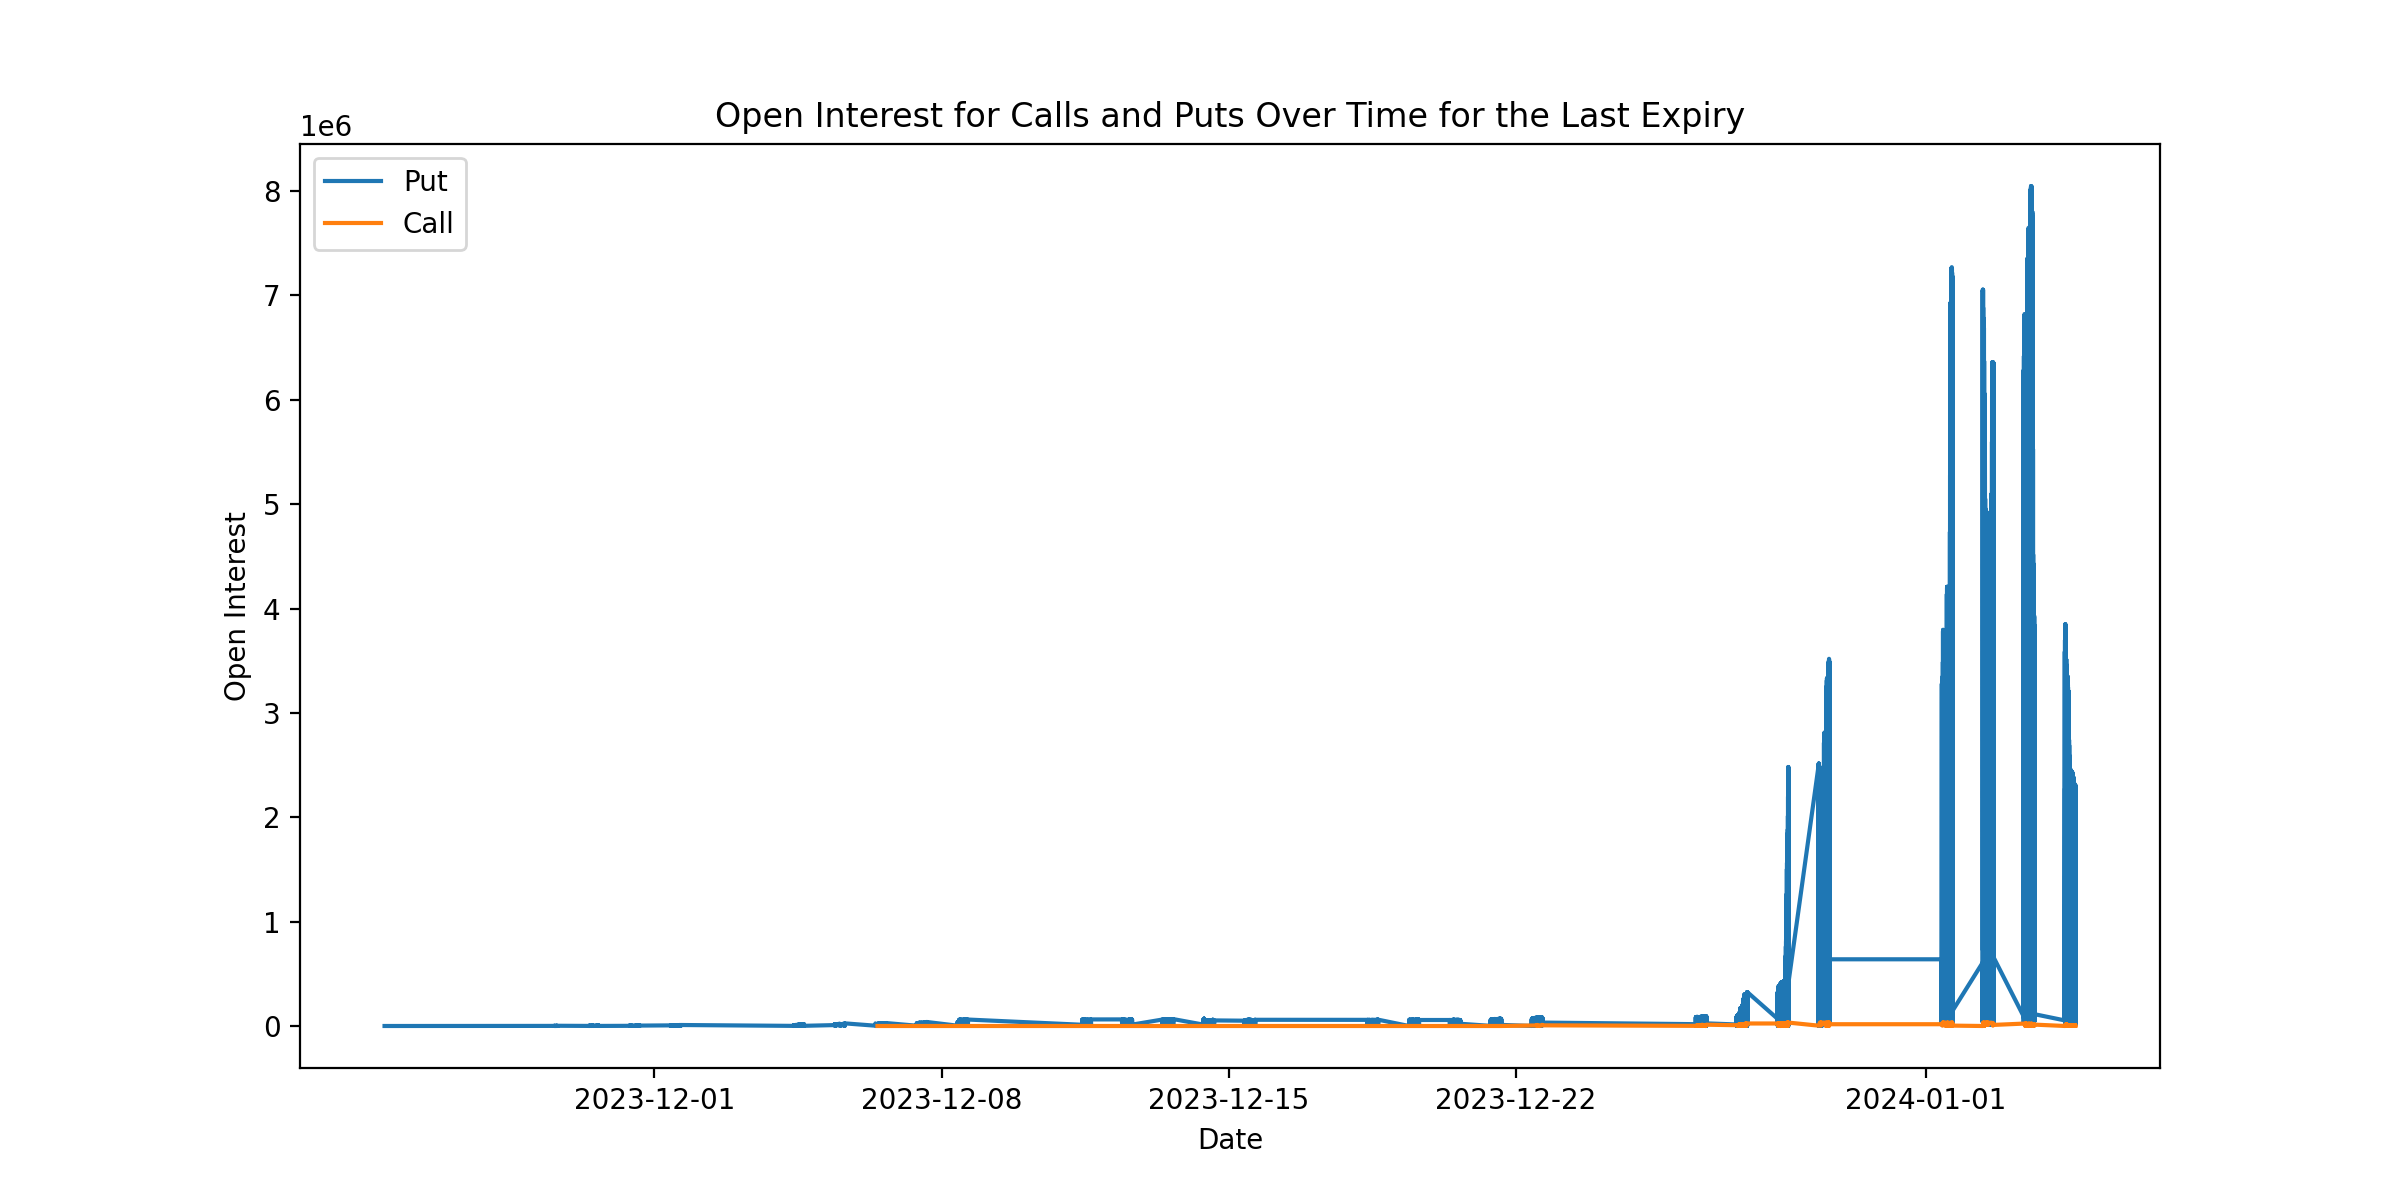 Open Interest for Calls and Puts Over Time for the Last Expiry
1e6
Put
Call
8
7
6
5
4
3
2
1
0
Open Interest
2023-12-01
2023-12-08
2023-12-15
2023-12-22
2024-01-01
Date